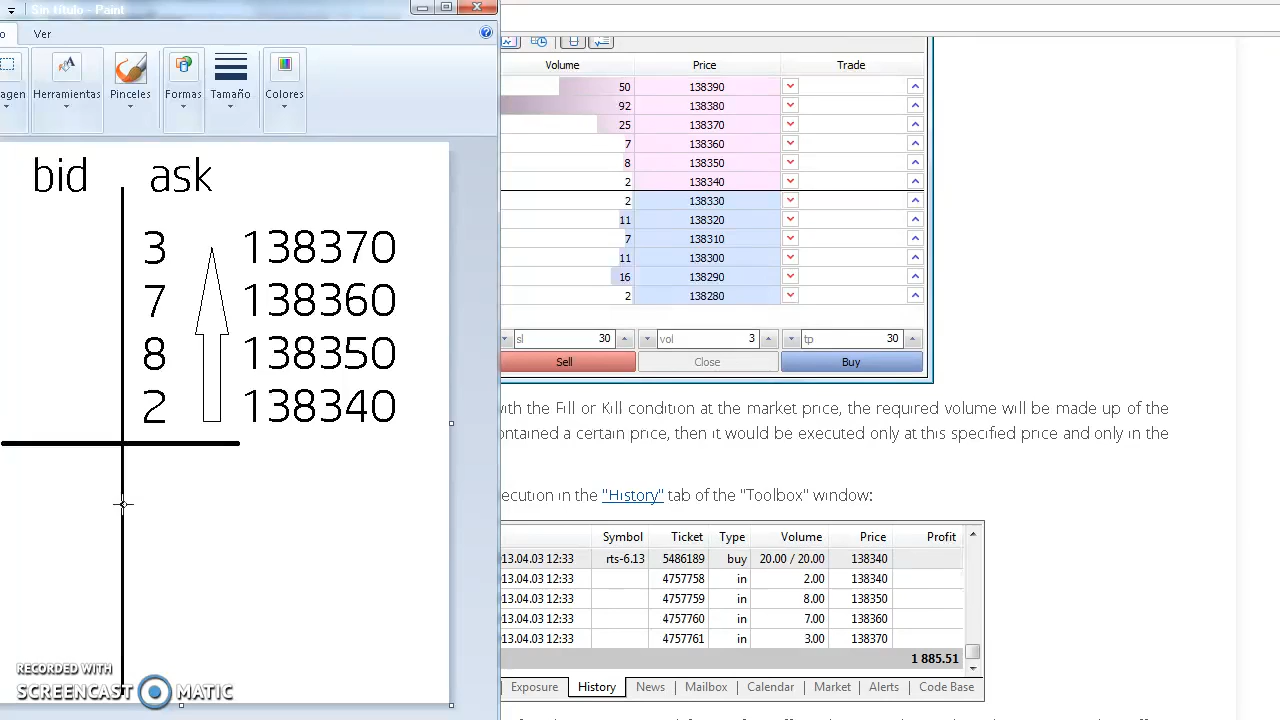 Sin título - Paint
Ver
Herramientas
Pinceles
Formas
Tamaño
Colores
bid ask
3 138370
7 138360
8 138350
2 138340
RECORDED WITH
SCREENCAST MATIC
Volume Price Trade
50 138390
92 138380
25 138370
7 138360
8 138350
2 138340
2 138330
11 138320
7 138310
11 138300
16 138290
2 138280
sl 30 vol 3 tp 30
Sell Close Buy
with the Fill or Kill condition at the market price, the required volume will be made up of the
ontained a certain price, then it would be executed only at this specified price and only in the
ecution in the "History" tab of the "Toolbox" window:
Symbol Ticket Type Volume Price Profit
13.04.03 12:33 rts-6.13 5486189 buy 20.00 / 20.00 138340
13.04.03 12:33 4757758 in 2.00 138340
13.04.03 12:33 4757759 in 8.00 138350
13.04.03 12:33 4757760 in 7.00 138360
13.04.03 12:33 4757761 in 3.00 138370
1 885.51
Exposure History News Mailbox Calendar Market Alerts Code Base